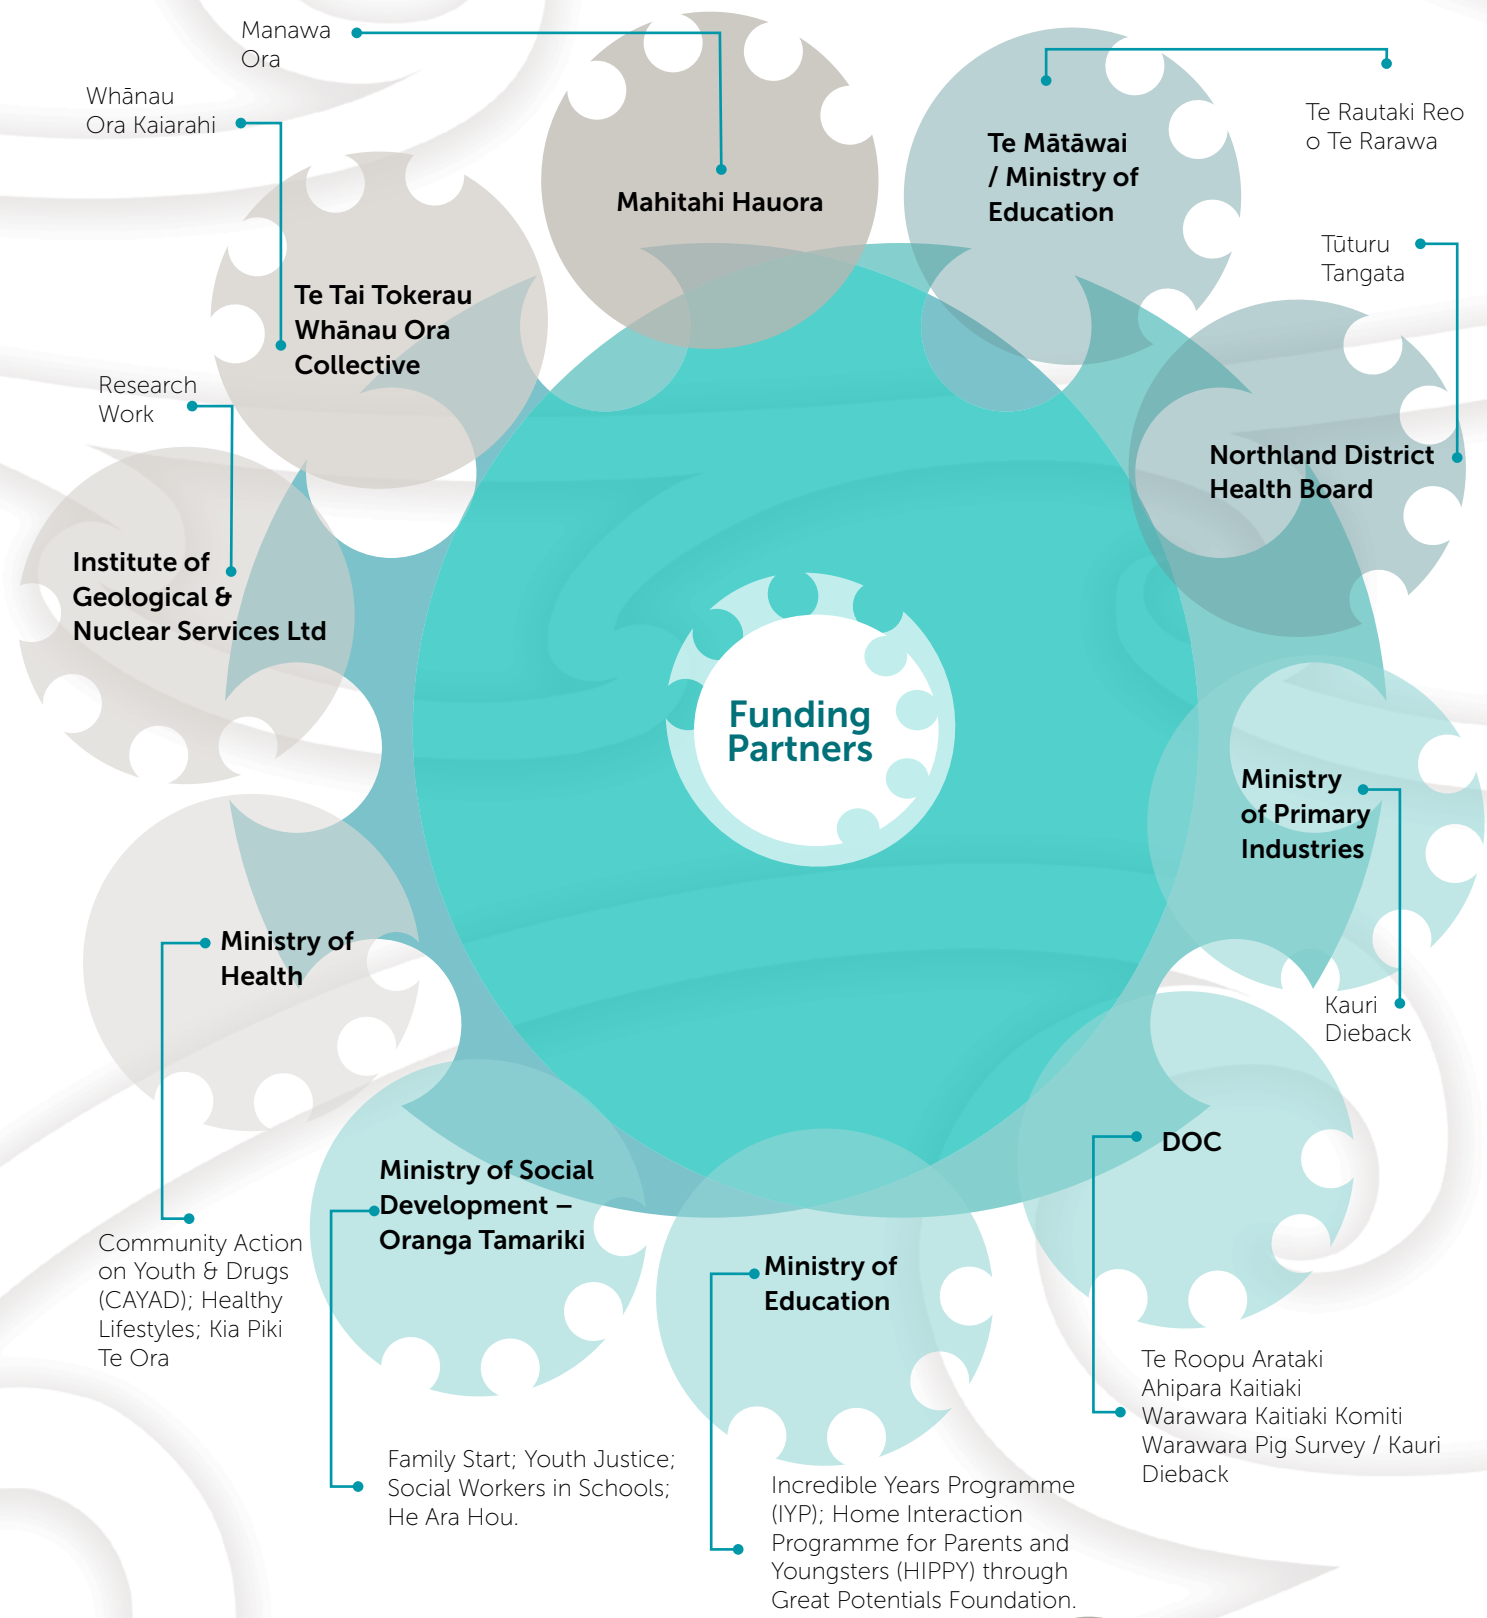 Manawa
Ora
Whānau
Ora Kaiarahi
Mahitahi Hauora
Te Mātāwai
/ Ministry of
Education
Te Rautaki Reo
o Te Rarawa
Tūturu
Tangata
Te Tai Tokerau
Whānau Ora
Collective
Research
Work
Northland District
Health Board
Institute of
Geological &
Nuclear Services Ltd
Funding
Partners
Ministry
of Primary
Industries
Kauri
Dieback
Ministry of
Health
DOC
Ministry of Social
Development –
Oranga Tamariki
Ministry of
Education
Community Action
on Youth & Drugs
(CAYAD); Healthy
Lifestyles; Kia Piki
Te Ora
Te Roopu Arataki
Ahipara Kaitiaki
Warawara Kaitiaki Komiti
Warawara Pig Survey / Kauri
Dieback
Family Start; Youth Justice;
Social Workers in Schools;
He Ara Hou.
Incredible Years Programme
(IYP); Home Interaction
Programme for Parents and
Youngsters (HIPPY) through
Great Potentials Foundation.